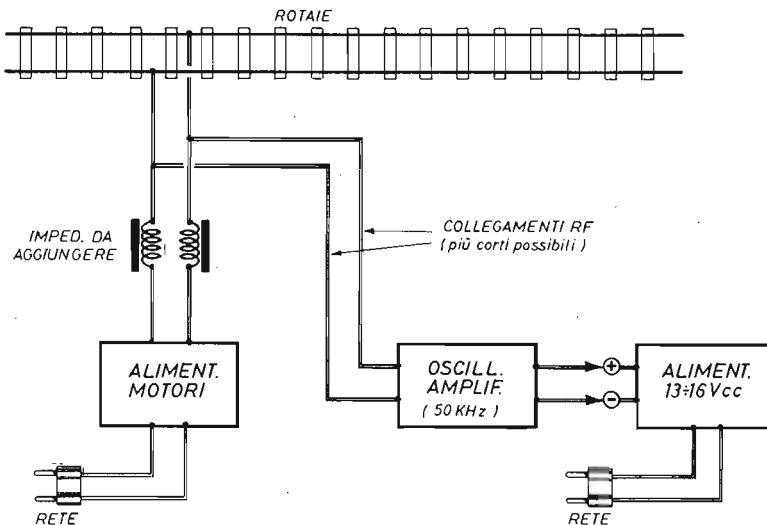 ROTAIE
IMPED. DA
AGGIUNGERE
COLLEGAMENTI RF
(più corti possibili)
ALIMENT.
MOTORI
OSCILL.
AMPLIF.
(50 KHz)
+
−
ALIMENT.
13÷16 Vcc
RETE
RETE